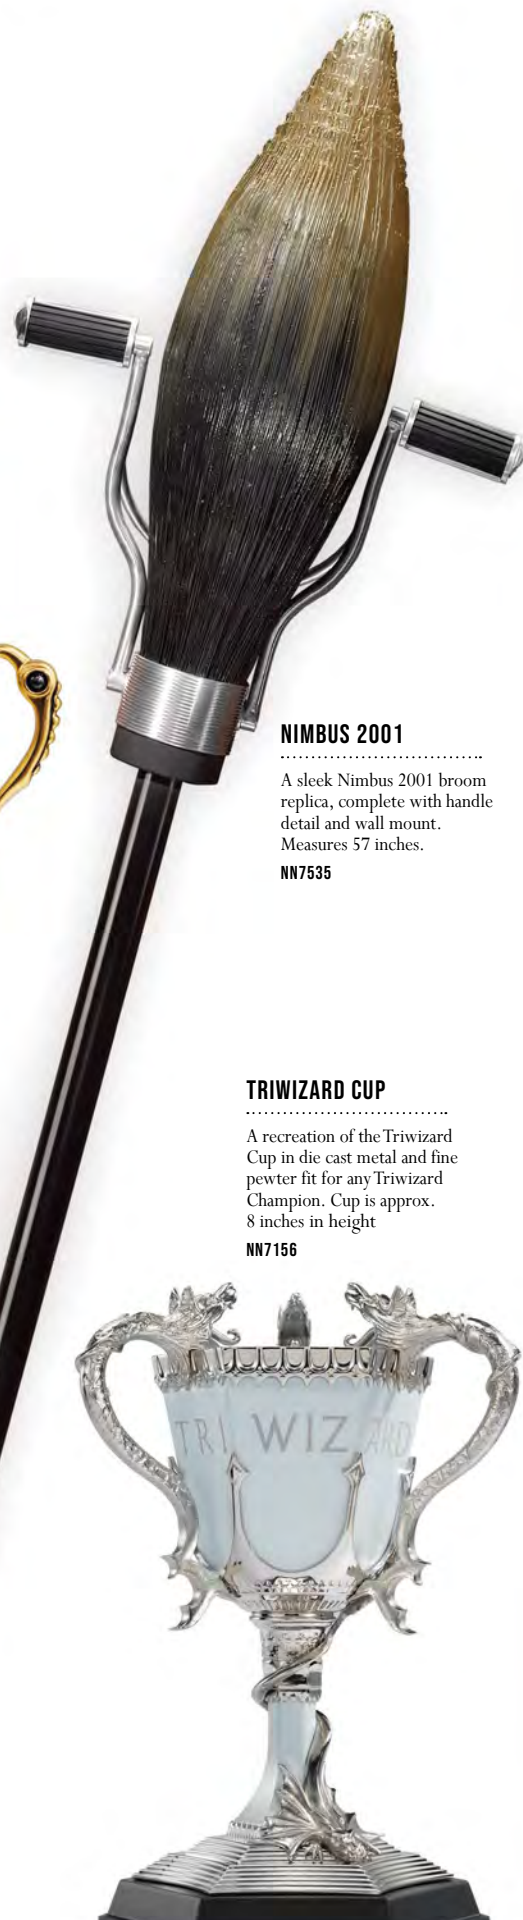 NIMBUS 2001
A sleek Nimbus 2001 broom
replica, complete with handle
detail and wall mount.
Measures 57 inches.
NN7535
TRIWIZARD CUP
A recreation of the Triwizard
Cup in die cast metal and fine
pewter fit for any Triwizard
Champion. Cup is approx.
8 inches in height
NN7156
TRI WIZ ARD